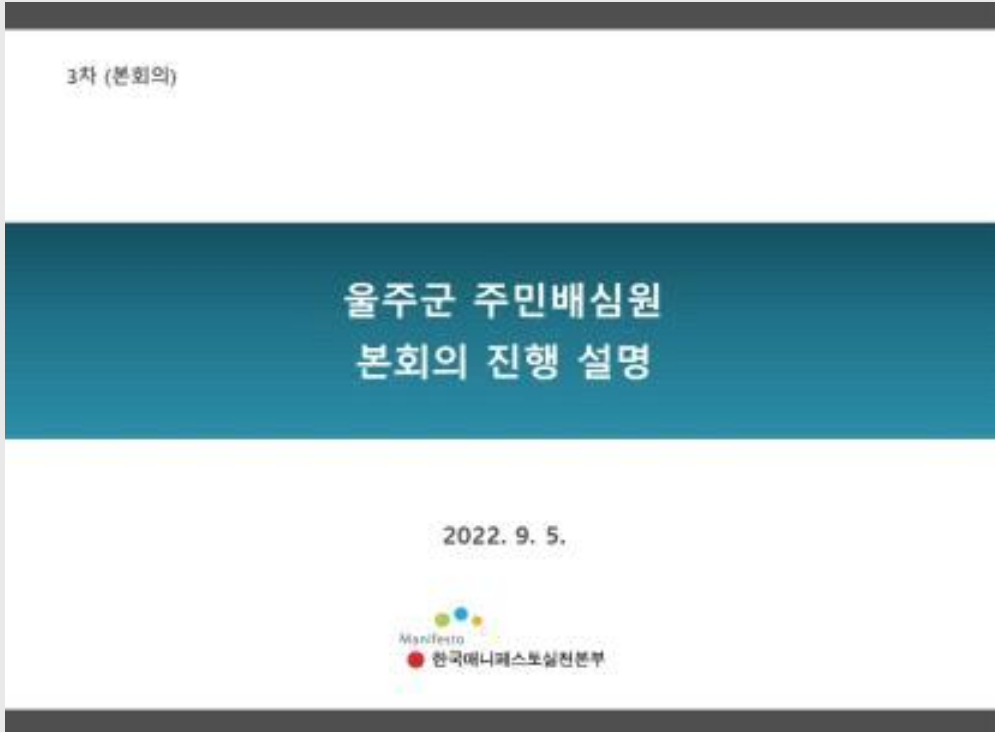 3차 (본회의)
울주군 주민배심원
본회의 진행 설명
2022. 9. 5.
Manifesto
한국매니페스토실천본부